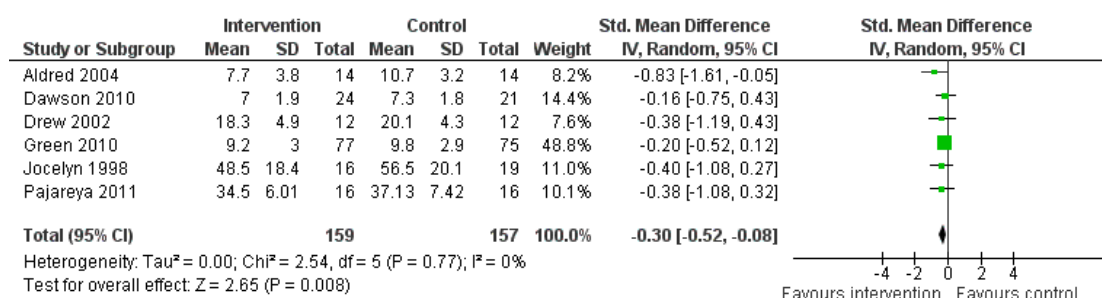 Intervention Control Std. Mean Difference Std. Mean Difference
Study or Subgroup Mean SD Total Mean SD Total Weight IV, Random, 95% CI IV, Random, 95% CI
Aldred 2004 7.7 3.8 14 10.7 3.2 14 8.2% -0.83 [-1.61, -0.05]
Dawson 2010 7 1.9 24 7.3 1.8 21 14.4% -0.16 [-0.75, 0.43]
Drew 2002 18.3 4.9 12 20.1 4.3 12 7.6% -0.38 [-1.19, 0.43]
Green 2010 9.2 3 77 9.8 2.9 75 48.8% -0.20 [-0.52, 0.12]
Jocelyn 1998 48.5 18.4 16 56.5 20.1 19 11.0% -0.40 [-1.08, 0.27]
Pajareya 2011 34.5 6.01 16 37.13 7.42 16 10.1% -0.38 [-1.08, 0.32]
Total (95% CI) 159 157 100.0% -0.30 [-0.52, -0.08]
Heterogeneity: Tau² = 0.00; Chi² = 2.54, df = 5 (P = 0.77); I² = 0%
Test for overall effect: Z = 2.65 (P = 0.008)
-4 -2 0 2 4
Favours intervention Favours control